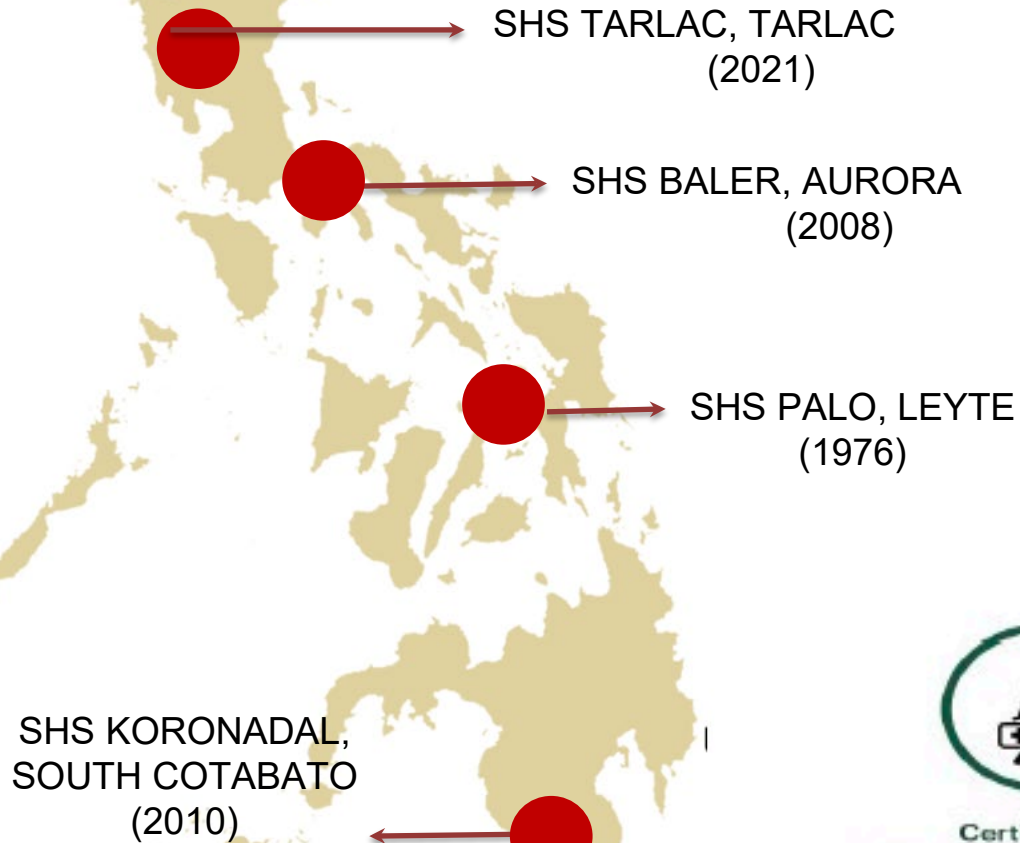 SHS TARLAC, TARLAC
(2021)
SHS BALER, AURORA
(2008)
SHS PALO, LEYTE
(1976)
SHS KORONADAL,
SOUTH COTABATO
(2010)
Cert